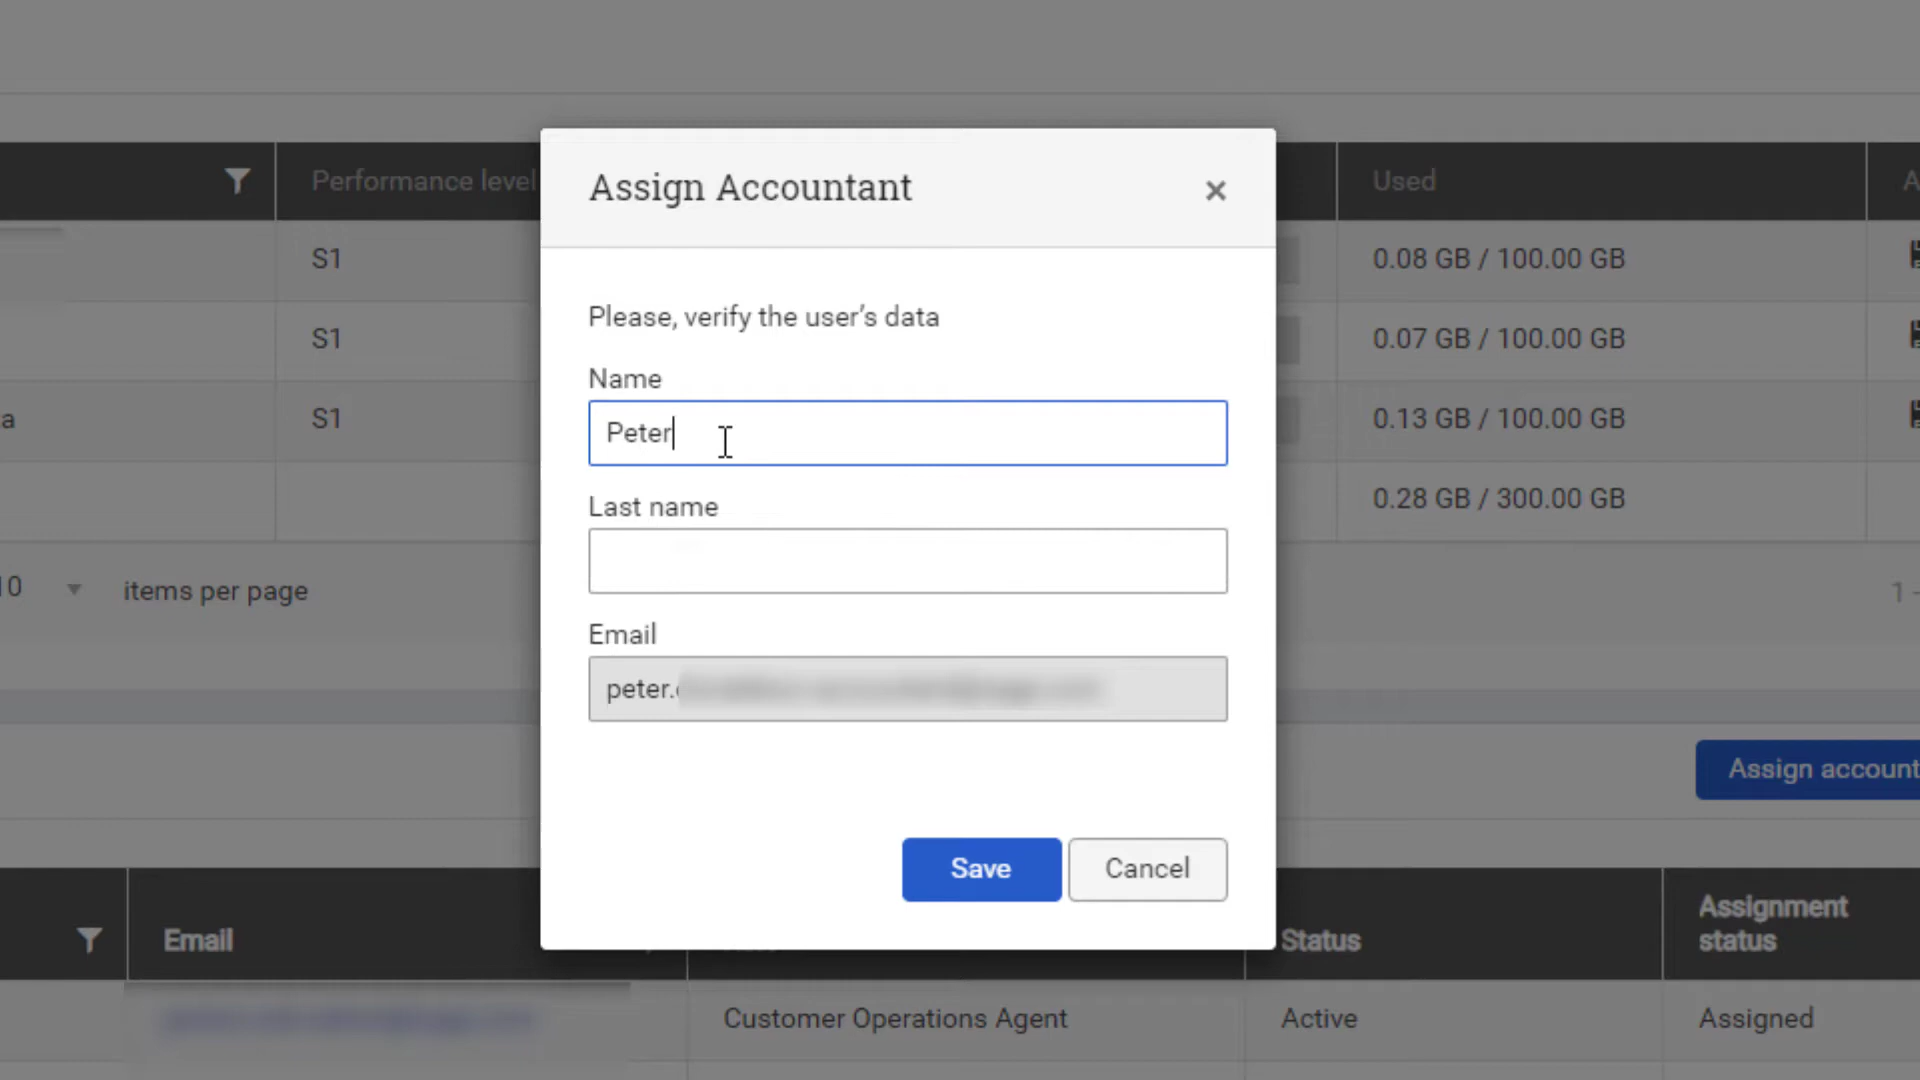 Assign Accountant
×
Please, verify the user's data
Name
Peter
Last name
Email
peter.
Save
Cancel
Performance level
Used
A
S1
0.08 GB / 100.00 GB
S1
0.07 GB / 100.00 GB
a
S1
0.13 GB / 100.00 GB
0.28 GB / 300.00 GB
10
items per page
1 -
Assign account
Email
Status
Assignment
status
Customer Operations Agent
Active
Assigned